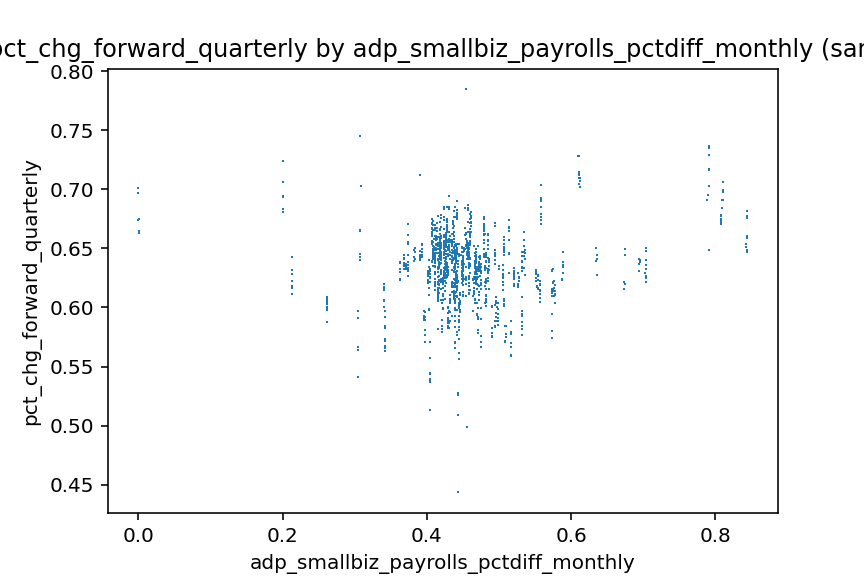 pct_chg_forward_quarterly by adp_smallbiz_payrolls_pctdiff_monthly (sam
0.80
0.75
0.70
0.65
0.60
0.55
0.50
0.45
pct_chg_forward_quarterly
0.0 0.2 0.4 0.6 0.8
adp_smallbiz_payrolls_pctdiff_monthly